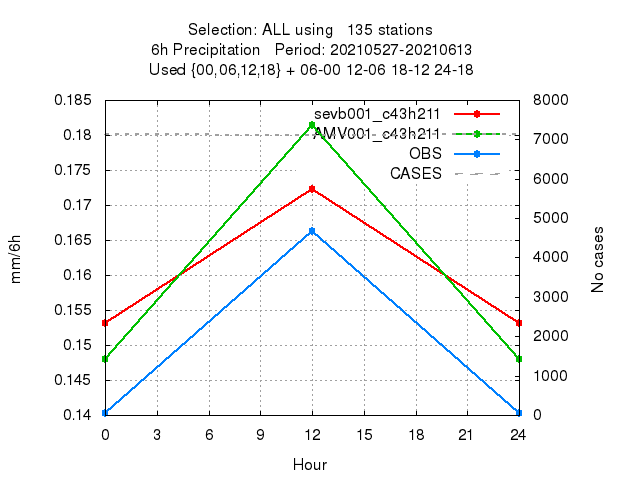 Selection: ALL using   135 stations
6h Precipitation   Period: 20210527-20210613
Used {00,06,12,18} + 06-00 12-06 18-12 24-18
sevb001_c43h211
AMV001_c43h211
OBS
CASES
0.185
0.18
0.175
0.17
0.165
0.16
0.155
0.15
0.145
0.14
mm/6h
8000
7000
6000
5000
4000
3000
2000
1000
0
No cases
0 3 6 9 12 15 18 21 24
Hour